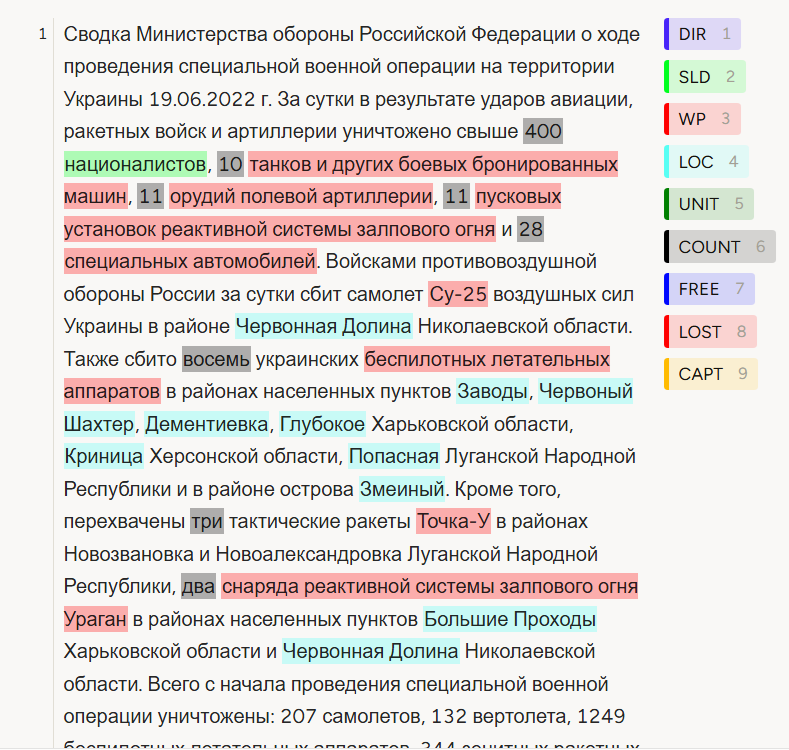 1
Сводка Министерства обороны Российской Федерации о ходе
проведения специальной военной операции на территории
Украины 19.06.2022 г. За сутки в результате ударов авиации,
ракетных войск и артиллерии уничтожено свыше 400
националистов, 10 танков и других боевых бронированных
машин, 11 орудий полевой артиллерии, 11 пусковых
установок реактивной системы залпового огня и 28
специальных автомобилей. Войсками противовоздушной
обороны России за сутки сбит самолет Су-25 воздушных сил
Украины в районе Червонная Долина Николаевской области.
Также сбито восемь украинских беспилотных летательных
аппаратов в районах населенных пунктов Заводы, Червоный
Шахтер, Дементиевка, Глубокое Харьковской области,
Криница Херсонской области, Попасная Луганской Народной
Республики и в районе острова Змеиный. Кроме того,
перехвачены три тактические ракеты Точка-У в районах
Новозвановка и Новоалександровка Луганской Народной
Республики, два снаряда реактивной системы залпового огня
Ураган в районах населенных пунктов Большие Проходы
Харьковской области и Червонная Долина Николаевской
области. Всего с начала проведения специальной военной
операции уничтожены: 207 самолетов, 132 вертолета, 1249
беспилотных летательных аппаратов, 344 зенитных ракетных
DIR 1
SLD 2
WP 3
LOC 4
UNIT 5
COUNT 6
FREE 7
LOST 8
CAPT 9